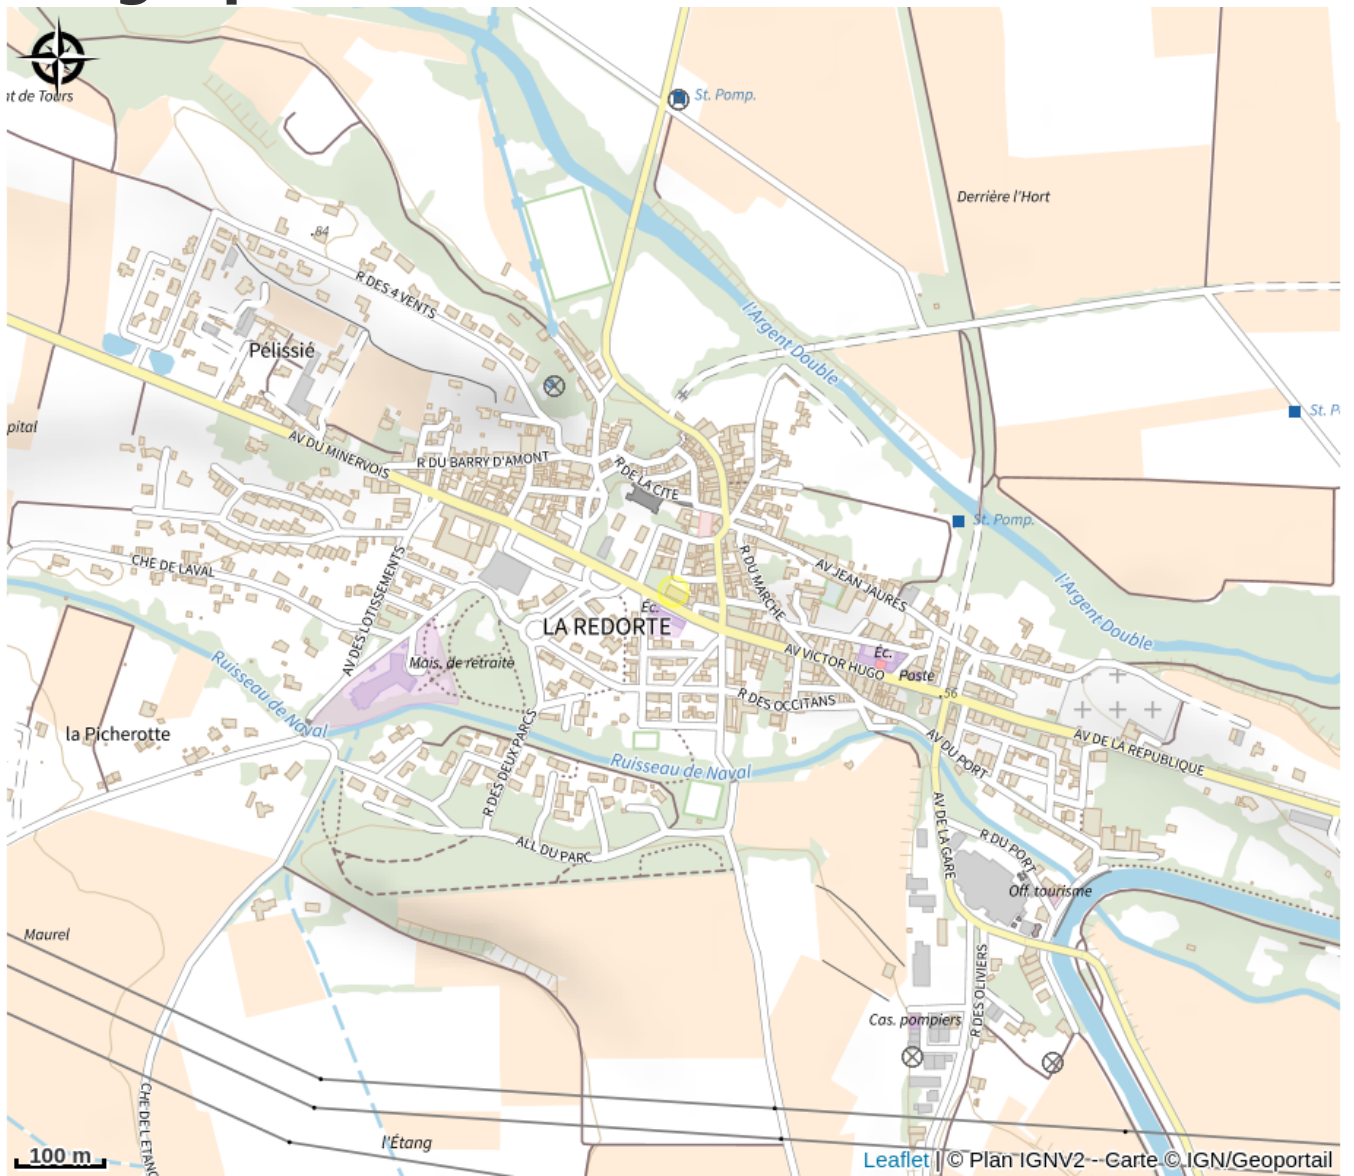 St. Pomp.
nt de Tours
Derrière l'Hort
84
R DES 4 VENTS
l'Argent Double
Pélissié
St. P
pital
AV DU MINERVOIS
R DU BARRY D'AMONT
R DE LA CITE
St. Pomp.
CHE DE LAVAL
AV DES LOTISSEMENTS
R DU MARCHE
AV JEAN JAURES
l'Argent Double
Éc.
LA REDORTE
Mais. de retraite
Éc.
AV VICTOR HUGO
Poste
56
Ruisseau de Naval
R DES OCCITANS
la Picherotte
R DES DEUX PARCS
AV DU PORT
AV DE LA REPUBLIQUE
Ruisseau de Naval
AV DE LA GARE
R DU PORT
ALL DU PARC
Off. tourisme
Maurel
R DES OLIVIERS
Cas. pompiers
CHE DE L'ETANG
l'Étang
100 m
Leaflet | © Plan IGNV2 - Carte © IGN/Geoportail